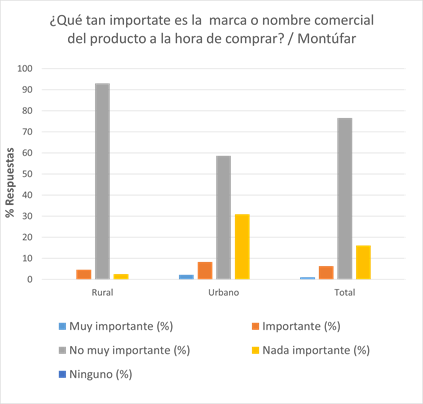 ¿Qué tan importate es la marca o nombre comercial
del producto a la hora de comprar? / Montúfar
% Respuestas
100
90
80
70
60
50
40
30
20
10
0
Rural Urbano Total
Muy importante (%) Importante (%)
No muy importante (%) Nada importante (%)
Ninguno (%)